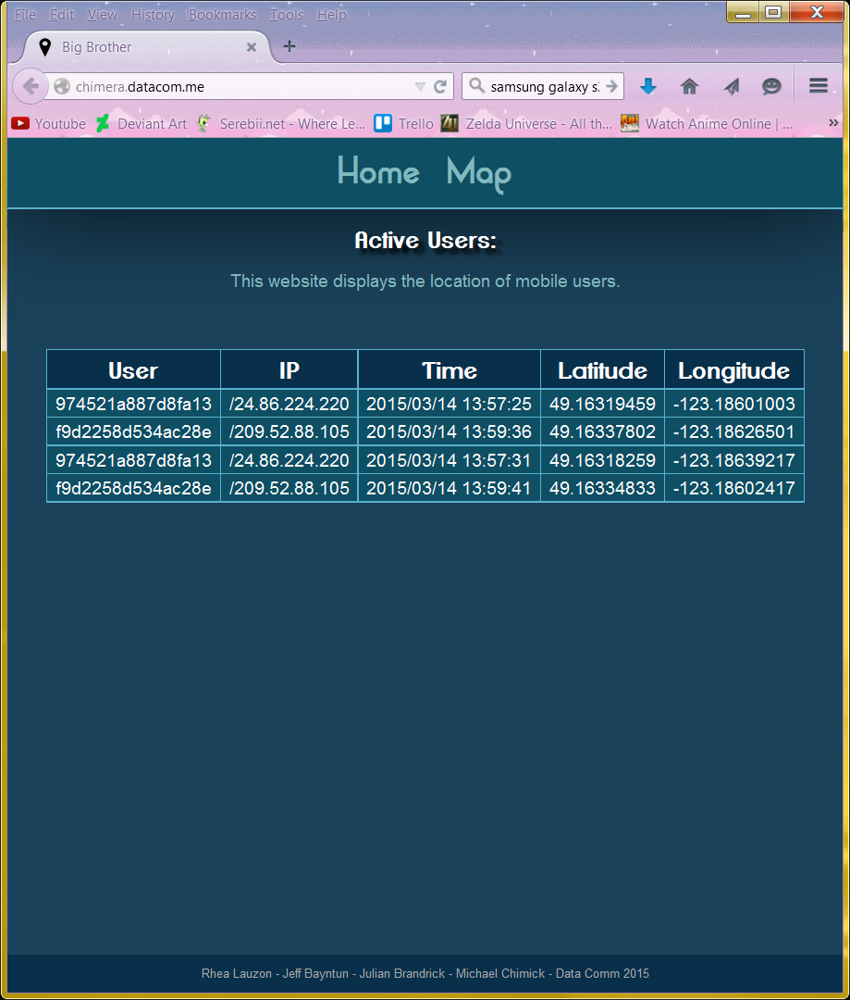 File Edit View History Bookmarks Tools Help
Big Brother
chimera.datacom.me samsung galaxy s
Youtube Deviant Art Serebii.net - Where Le... Trello Zelda Universe - All th... Watch Anime Online | ...
Home Map
Active Users:
This website displays the location of mobile users.
User IP Time Latitude Longitude
974521a887d8fa13 /24.86.224.220 2015/03/14 13:57:25 49.16319459 -123.18601003
f9d2258d534ac28e /209.52.88.105 2015/03/14 13:59:36 49.16337802 -123.18626501
974521a887d8fa13 /24.86.224.220 2015/03/14 13:57:31 49.16318259 -123.18639217
f9d2258d534ac28e /209.52.88.105 2015/03/14 13:59:41 49.16334833 -123.18602417
Rhea Lauzon - Jeff Bayntun - Julian Brandrick - Michael Chimick - Data Comm 2015